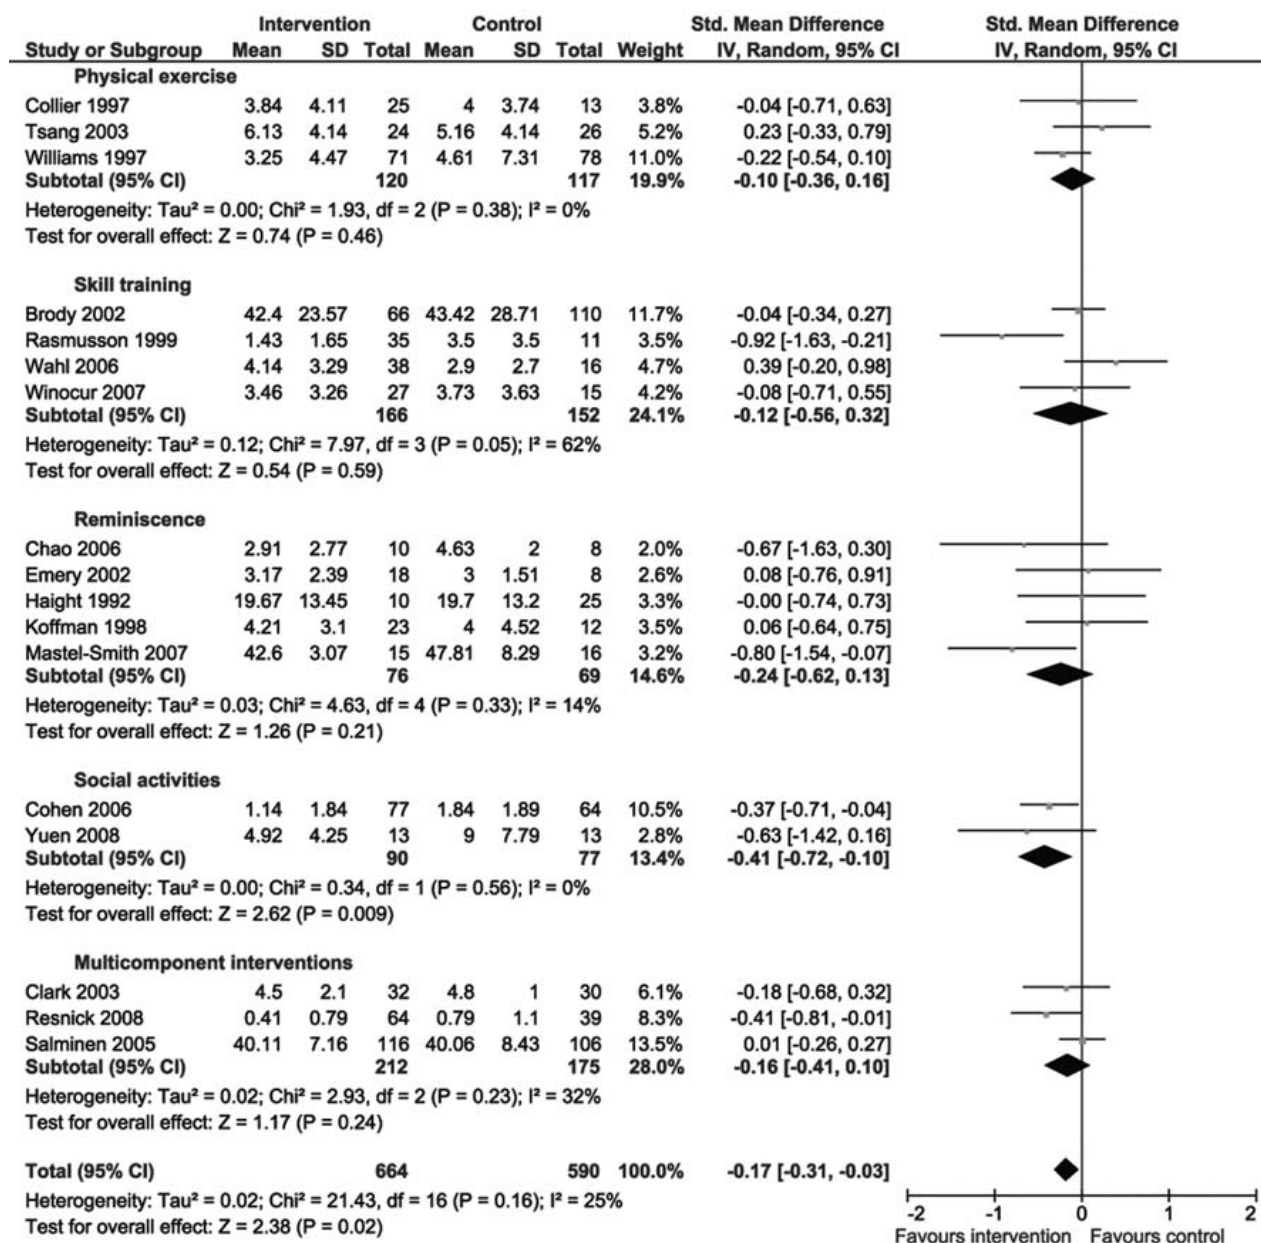 Intervention Control Std. Mean Difference Std. Mean Difference
Study or Subgroup Mean SD Total Mean SD Total Weight IV, Random, 95% CI IV, Random, 95% CI
Physical exercise
Collier 1997 3.84 4.11 25 4 3.74 13 3.8% -0.04 [-0.71, 0.63]
Tsang 2003 6.13 4.14 24 5.16 4.14 26 5.2% 0.23 [-0.33, 0.79]
Williams 1997 3.25 4.47 71 4.61 7.31 78 11.0% -0.22 [-0.54, 0.10]
Subtotal (95% CI) 120 117 19.9% -0.10 [-0.36, 0.16]
Heterogeneity: Tau² = 0.00; Chi² = 1.93, df = 2 (P = 0.38); I² = 0%
Test for overall effect: Z = 0.74 (P = 0.46)
Skill training
Brody 2002 42.4 23.57 66 43.42 28.71 110 11.7% -0.04 [-0.34, 0.27]
Rasmusson 1999 1.43 1.65 35 3.5 3.5 11 3.5% -0.92 [-1.63, -0.21]
Wahl 2006 4.14 3.29 38 2.9 2.7 16 4.7% 0.39 [-0.20, 0.98]
Winocur 2007 3.46 3.26 27 3.73 3.63 15 4.2% -0.08 [-0.71, 0.55]
Subtotal (95% CI) 166 152 24.1% -0.12 [-0.56, 0.32]
Heterogeneity: Tau² = 0.12; Chi² = 7.97, df = 3 (P = 0.05); I² = 62%
Test for overall effect: Z = 0.54 (P = 0.59)
Reminiscence
Chao 2006 2.91 2.77 10 4.63 2 8 2.0% -0.67 [-1.63, 0.30]
Emery 2002 3.17 2.39 18 3 1.51 8 2.6% 0.08 [-0.76, 0.91]
Haight 1992 19.67 13.45 10 19.7 13.2 25 3.3% -0.00 [-0.74, 0.73]
Koffman 1998 4.21 3.1 23 4 4.52 12 3.5% 0.06 [-0.64, 0.75]
Mastel-Smith 2007 42.6 3.07 15 47.81 8.29 16 3.2% -0.80 [-1.54, -0.07]
Subtotal (95% CI) 76 69 14.6% -0.24 [-0.62, 0.13]
Heterogeneity: Tau² = 0.03; Chi² = 4.63, df = 4 (P = 0.33); I² = 14%
Test for overall effect: Z = 1.26 (P = 0.21)
Social activities
Cohen 2006 1.14 1.84 77 1.84 1.89 64 10.5% -0.37 [-0.71, -0.04]
Yuen 2008 4.92 4.25 13 9 7.79 13 2.8% -0.63 [-1.42, 0.16]
Subtotal (95% CI) 90 77 13.4% -0.41 [-0.72, -0.10]
Heterogeneity: Tau² = 0.00; Chi² = 0.34, df = 1 (P = 0.56); I² = 0%
Test for overall effect: Z = 2.62 (P = 0.009)
Multicomponent interventions
Clark 2003 4.5 2.1 32 4.8 1 30 6.1% -0.18 [-0.68, 0.32]
Resnick 2008 0.41 0.79 64 0.79 1.1 39 8.3% -0.41 [-0.81, -0.01]
Salminen 2005 40.11 7.16 116 40.06 8.43 106 13.5% 0.01 [-0.26, 0.27]
Subtotal (95% CI) 212 175 28.0% -0.16 [-0.41, 0.10]
Heterogeneity: Tau² = 0.02; Chi² = 2.93, df = 2 (P = 0.23); I² = 32%
Test for overall effect: Z = 1.17 (P = 0.24)
Total (95% CI) 664 590 100.0% -0.17 [-0.31, -0.03]
Heterogeneity: Tau² = 0.02; Chi² = 21.43, df = 16 (P = 0.16); I² = 25%
Test for overall effect: Z = 2.38 (P = 0.02)
-2 -1 0 1 2
Favours intervention Favours control